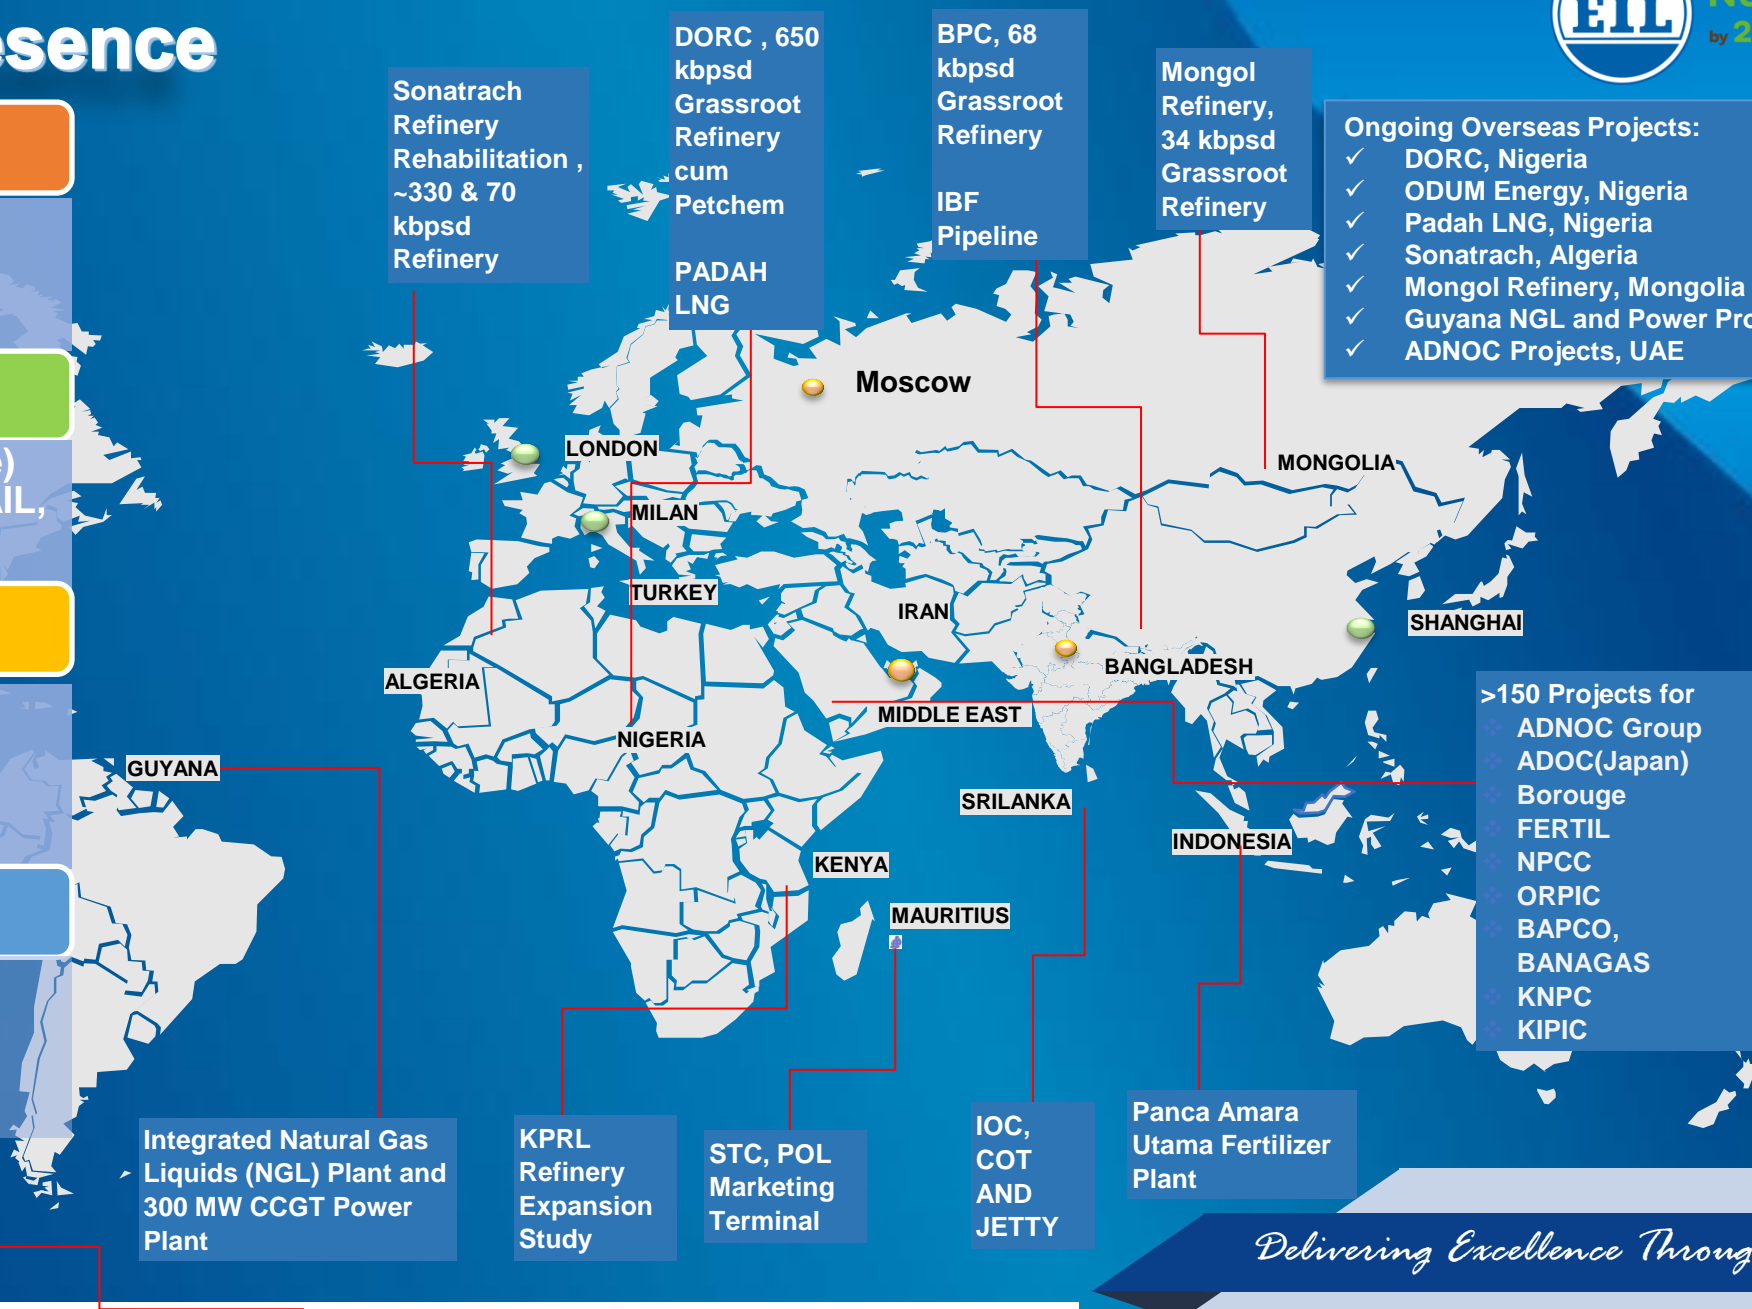 esence
EIL
by 2
DORC , 650
kbpsd
Grassroot
Refinery
cum
Petchem
PADAH
LNG
BPC, 68
kbpsd
Grassroot
Refinery
IBF
Pipeline
Mongol
Refinery,
34 kbpsd
Grassroot
Refinery
Sonatrach
Refinery
Rehabilitation ,
~330 & 70
kbpsd
Refinery
Ongoing Overseas Projects:
✓ DORC, Nigeria
✓ ODUM Energy, Nigeria
✓ Padah LNG, Nigeria
✓ Sonatrach, Algeria
✓ Mongol Refinery, Mongolia
✓ Guyana NGL and Power Pro
✓ ADNOC Projects, UAE
Moscow
LONDON
MONGOLIA
)
IL,
MILAN
TURKEY
IRAN
SHANGHAI
BANGLADESH
ALGERIA
MIDDLE EAST
NIGERIA
GUYANA
SRILANKA
INDONESIA
KENYA
MAURITIUS
>150 Projects for
❖ ADNOC Group
❖ ADOC(Japan)
❖ Borouge
❖ FERTIL
❖ NPCC
❖ ORPIC
❖ BAPCO,
BANAGAS
❖ KNPC
❖ KIPIC
Integrated Natural Gas
Liquids (NGL) Plant and
300 MW CCGT Power
Plant
KPRL
Refinery
Expansion
Study
STC, POL
Marketing
Terminal
IOC,
COT
AND
JETTY
Panca Amara
Utama Fertilizer
Plant
Delivering Excellence Throug